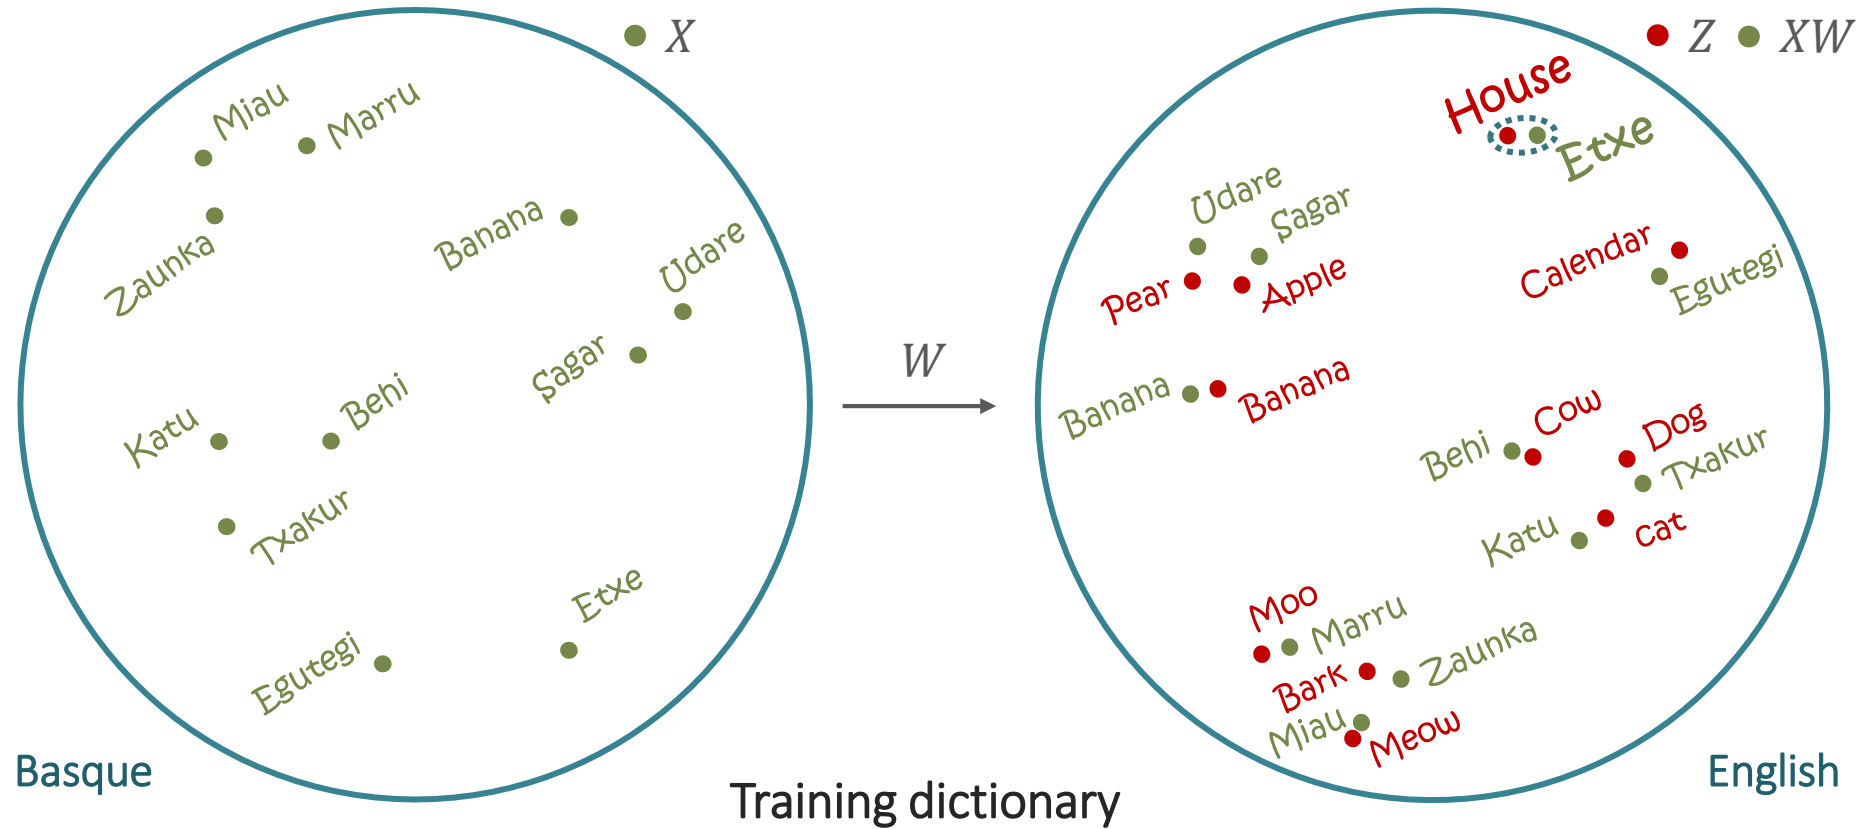 X
Miau
Marru
Zaunka
Banana
Udare
Sagar
Katu
Behi
Txakur
Etxe
Egutegi
Basque
W
Z XW
House
Etxe
Udare
Sagar
Pear
Apple
Calendar
Egutegi
Banana
Banana
Behi
Cow
Dog
Txakur
Katu
cat
Moo
Marru
Bark
Zaunka
Miau
Meow
English
Training dictionary